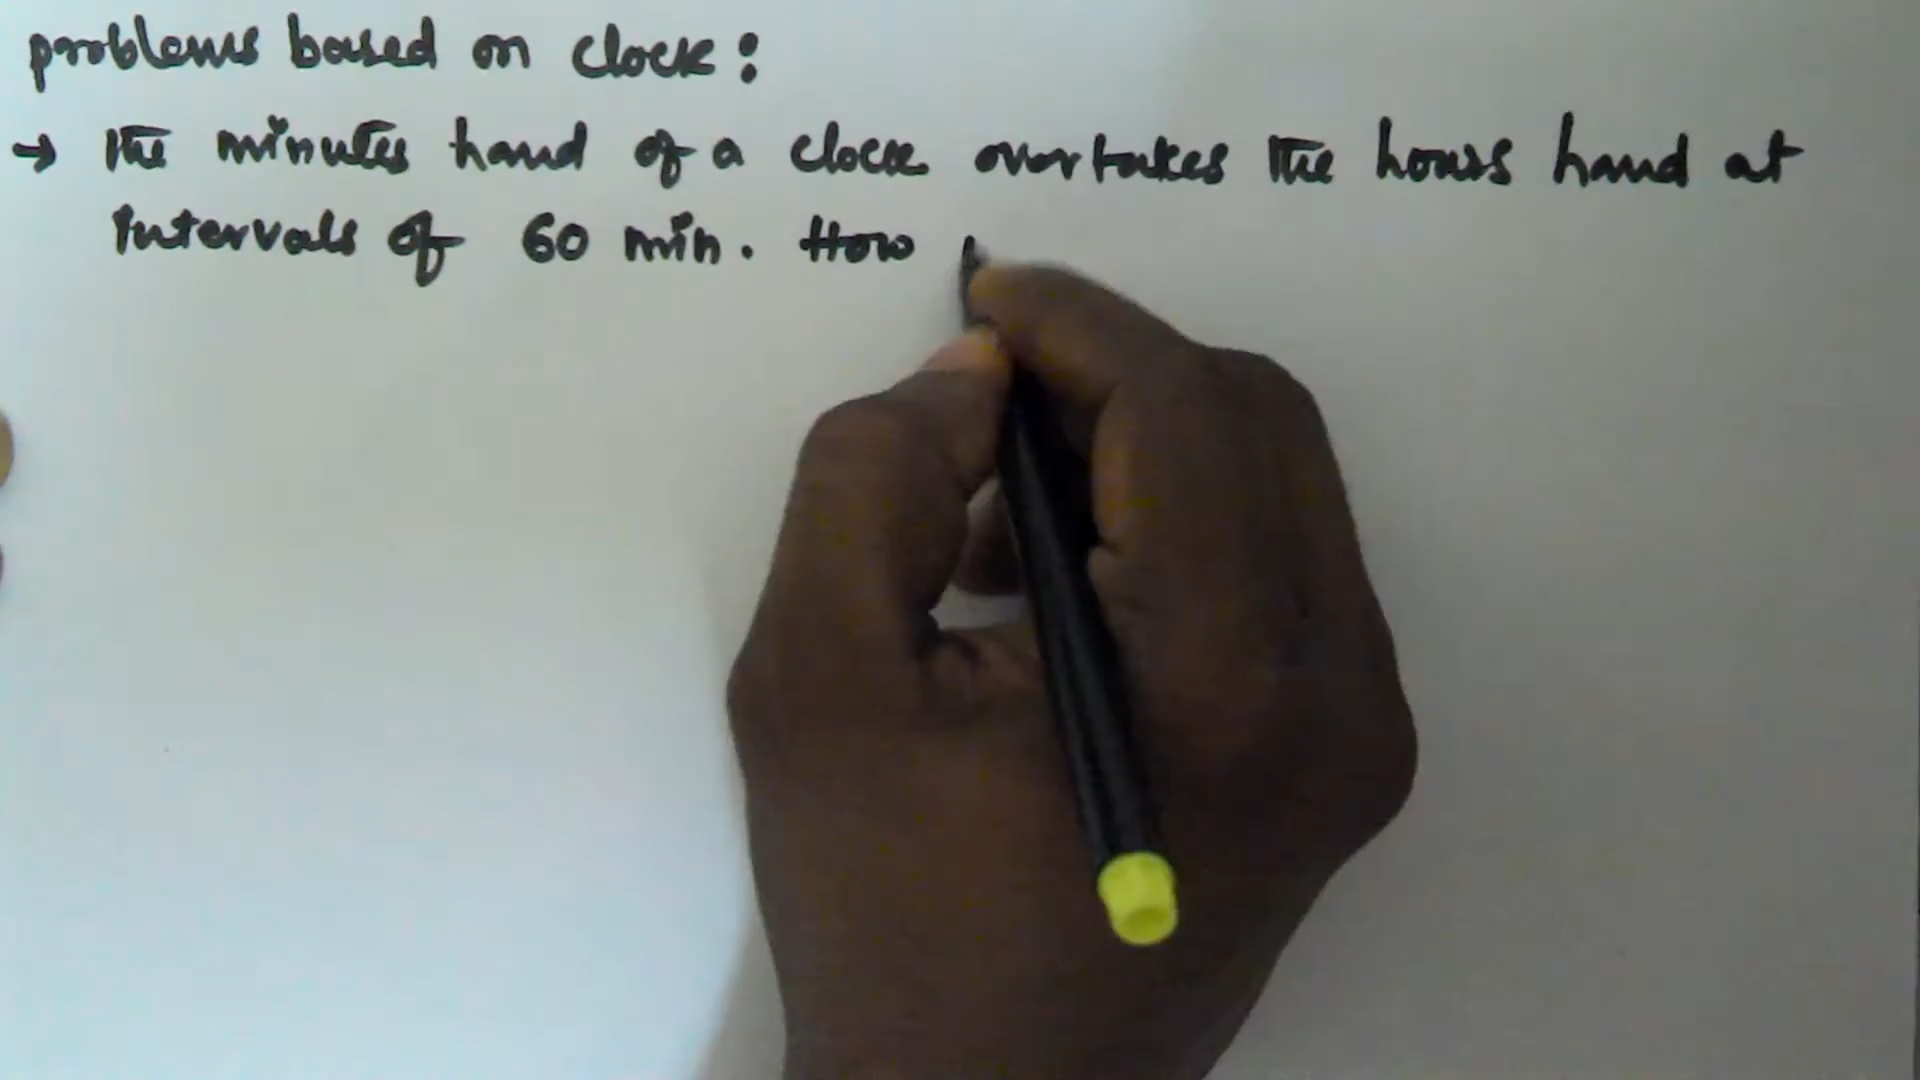 problems based on clock:
→ The minutes hand of a clock overtakes the hours hand at
intervals of 60 min. How